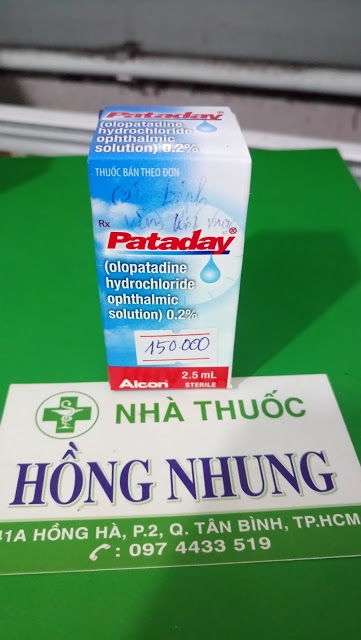 Pataday®
(olopatadine
hydrochloride
ophthalmic
solution) 0.2%
THUỐC BÁN THEO ĐƠN
Rx
Pataday®
(olopatadine
hydrochloride
ophthalmic
solution) 0.2%
150.000
Alcon 2.5 mL
STERILE
NHÀ THUỐC
HỒNG NHUNG
41A HỒNG HÀ, P.2, Q. TÂN BÌNH, TP.HCM
: 097 4433 519